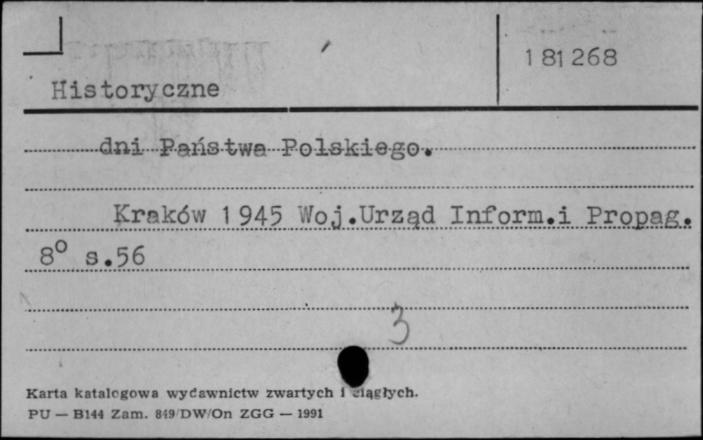 181268
Historyczne
dni Państwa Polskiego.
Kraków 1945 Woj.Urząd Inform.i Propag.
8° s.56
3
Karta katalogowa wydawnictw zwartych i ciągłych.
PU — B144 Zam. 849/DW/On ZGG — 1991